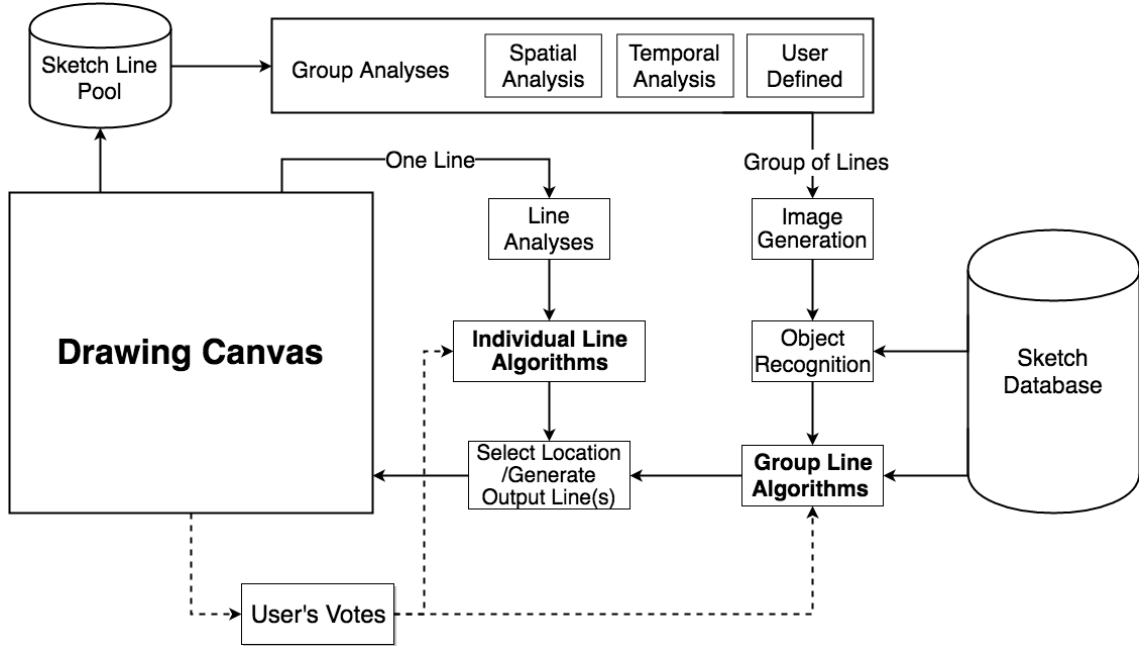 Sketch Line
Pool
Group Analyses
Spatial
Analysis
Temporal
Analysis
User
Defined
One Line
Group of Lines
Line
Analyses
Image
Generation
Drawing Canvas
Individual Line
Algorithms
Object
Recognition
Sketch
Database
Select Location
/Generate
Output Line(s)
Group Line
Algorithms
User's Votes